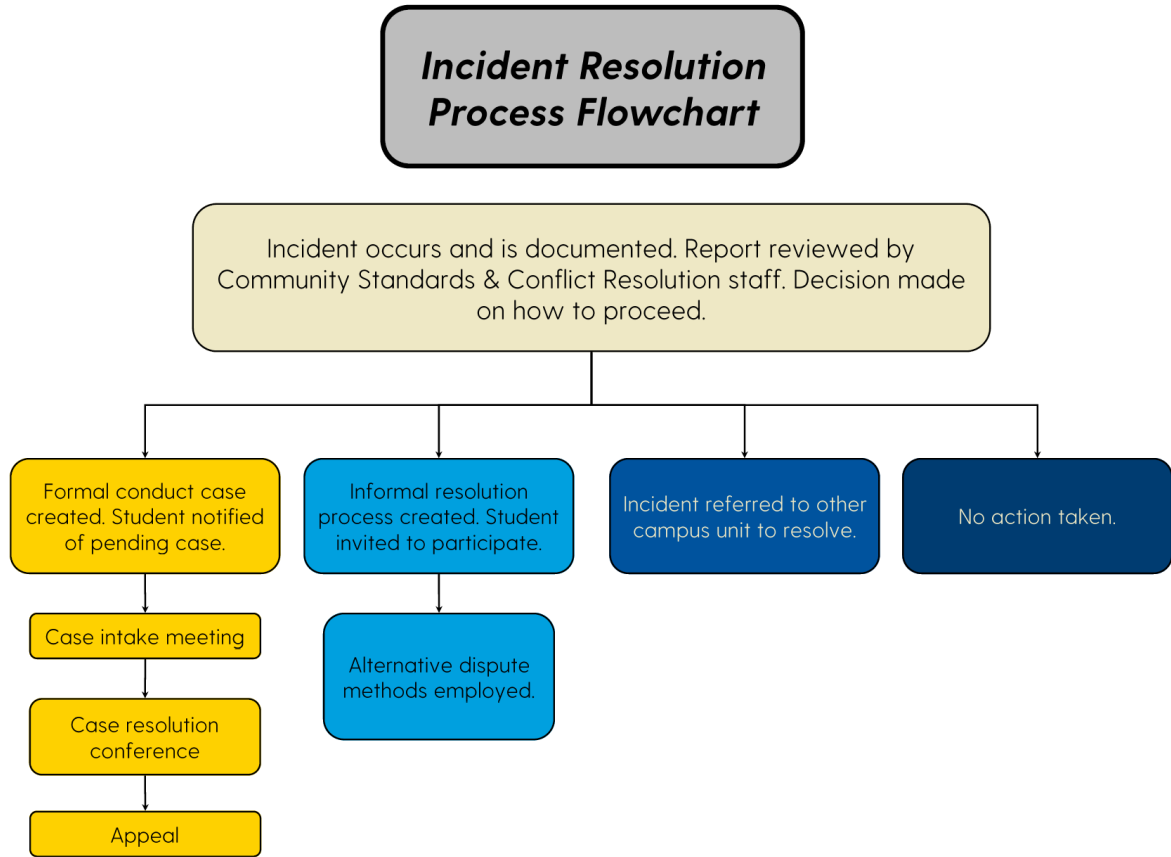 Incident Resolution
Process Flowchart
Incident occurs and is documented. Report reviewed by
Community Standards & Conflict Resolution staff. Decision made
on how to proceed.
Formal conduct case
created. Student notified
of pending case.
Informal resolution
process created. Student
invited to participate.
Incident referred to other
campus unit to resolve.
No action taken.
Case intake meeting
Alternative dispute
methods employed.
Case resolution
conference
Appeal